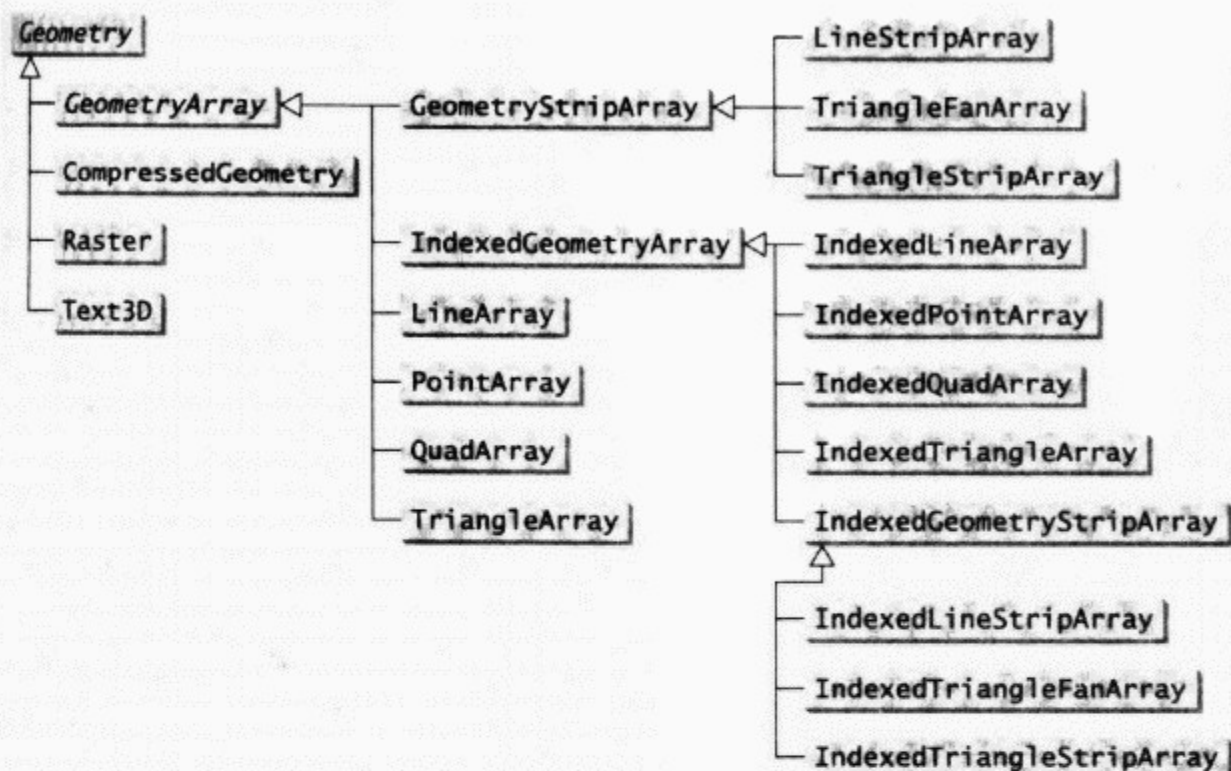 Geometry
GeometryArray
CompressedGeometry
Raster
Text3D
GeometryStripArray
IndexedGeometryArray
LineArray
PointArray
QuadArray
TriangleArray
LineStripArray
TriangleFanArray
TriangleStripArray
IndexedLineArray
IndexedPointArray
IndexedQuadArray
IndexedTriangleArray
IndexedGeometryStripArray
IndexedLineStripArray
IndexedTriangleFanArray
IndexedTriangleStripArray